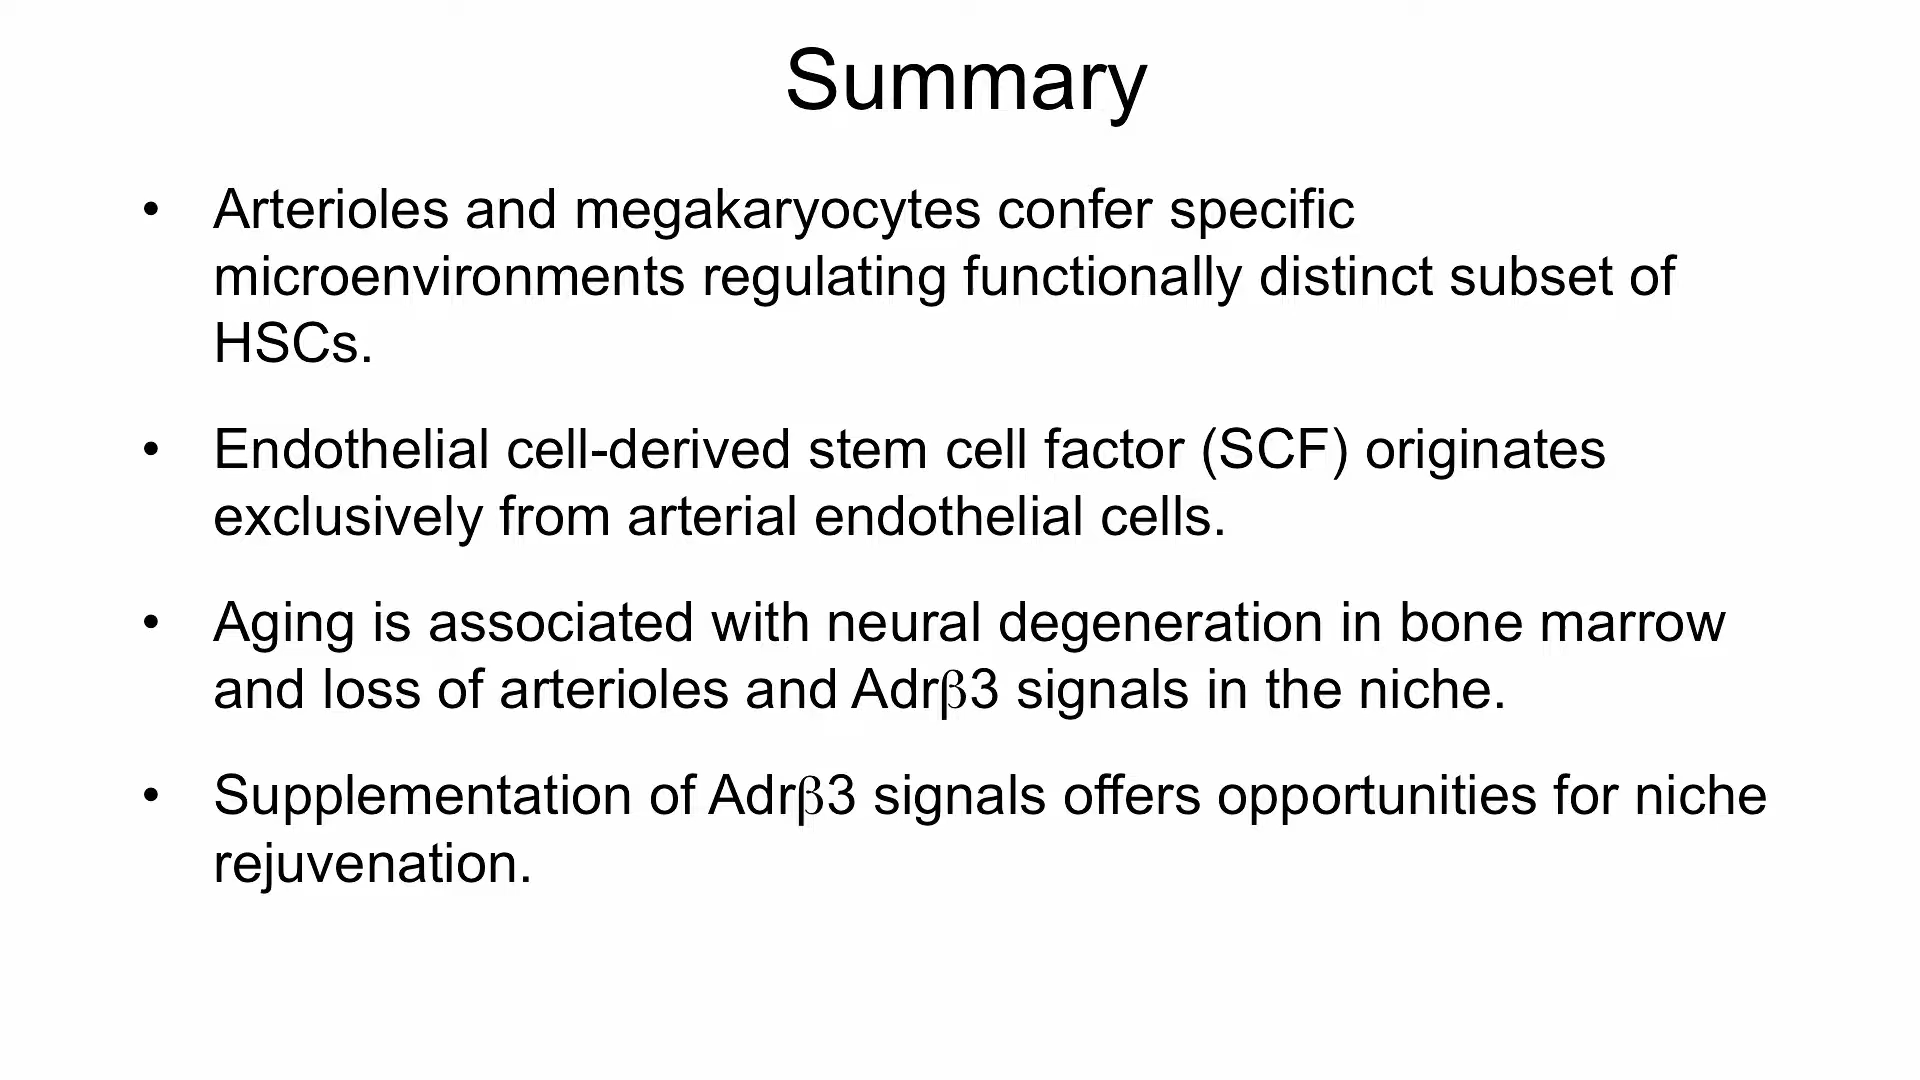 Summary
• Arterioles and megakaryocytes confer specific
microenvironments regulating functionally distinct subset of
HSCs.
• Endothelial cell-derived stem cell factor (SCF) originates
exclusively from arterial endothelial cells.
• Aging is associated with neural degeneration in bone marrow
and loss of arterioles and Adrβ3 signals in the niche.
• Supplementation of Adrβ3 signals offers opportunities for niche
rejuvenation.